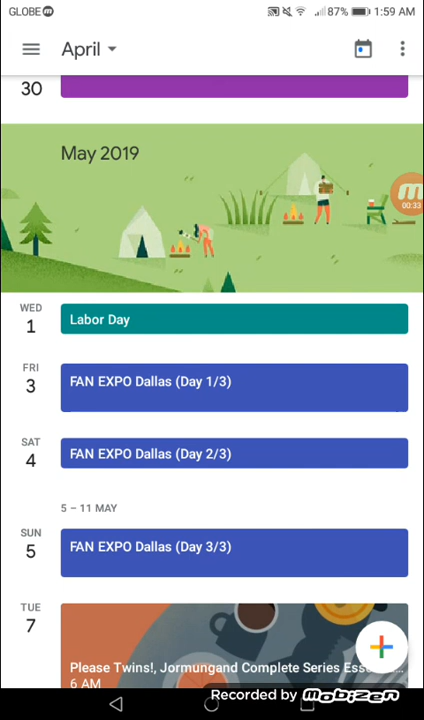 GLOBE 87% 1:59 AM
April
30
May 2019
00:33
WED
1
Labor Day
FRI
3
FAN EXPO Dallas (Day 1/3)
SAT
4
FAN EXPO Dallas (Day 2/3)
5 – 11 MAY
SUN
5
FAN EXPO Dallas (Day 3/3)
TUE
7
Please Twins!, Jormungand Complete Series Ess
6 AM
Recorded by Mobizen